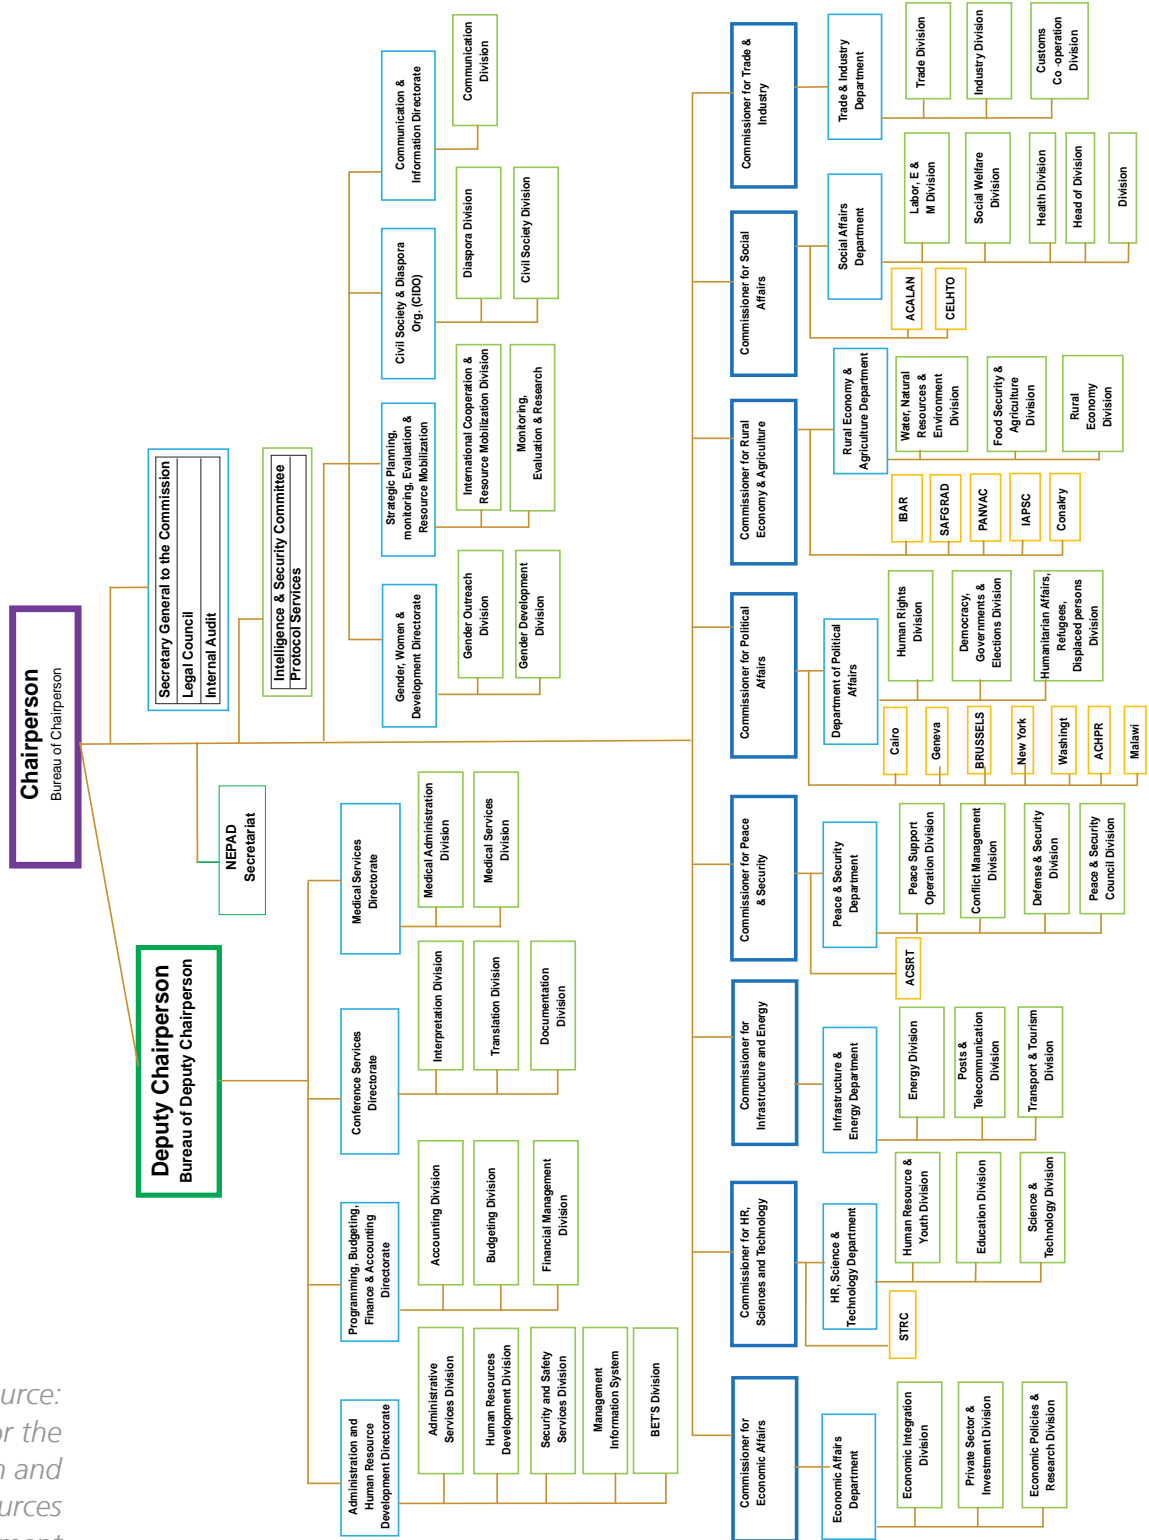 Chairperson
Bureau of Chairperson
Deputy Chairperson
Bureau of Deputy Chairperson
NEPAD
Secretariat
Secretary General to the Commission
Legal Council
Internal Audit
Intelligence & Security Committee
Protocol Services
Administration and
Human Resource
Development Directorate
Administrative
Services Division
Human Resources
Development Division
Security and Safety
Services Division
Management
Information System
BET'S Division
Programming, Budgeting,
Finance & Accounting
Directorate
Accounting Division
Budgeting Division
Financial Management
Division
Conference Services
Directorate
Interpretation Division
Translation Division
Documentation
Division
Medical Services
Directorate
Medical Administration
Division
Medical Services
Division
Gender, Women &
Development Directorate
Gender Outreach
Division
Gender Development
Division
Strategic Planning,
monitoring, Evaluation &
Resource Mobilization
International Cooperation &
Resource Mobilization Division
Monitoring,
Evaluation & Research
Civil Society & Diaspora
Org. (CIDO)
Diaspora Division
Civil Society Division
Communication &
Information Directorate
Communication
Division
Commissioner for
Economic Affairs
Economic Affairs
Department
Economic Integration
Division
Private Sector &
Investment Division
Economic Policies &
Research Division
Commissioner for HR,
Sciences and Technology
HR, Science &
Technology Department
STRC
Human Resource &
Youth Division
Education Division
Science &
Technology Division
Commissioner for
Infrastructure and Energy
Infrastructure &
Energy Department
Energy Division
Posts &
Telecommunication
Division
Transport & Tourism
Division
Commissioner for Peace
& Security
Peace & Security
Department
ACSRT
Peace Support
Operation Division
Conflict Management
Division
Defense & Security
Division
Peace & Security
Council Division
Commissioner for Political
Affairs
Department of Political
Affairs
Cairo
Geneva
BRUSSELS
New York
Washingt
ACHPR
Malawi
Human Rights
Division
Democracy,
Governments &
Elections Division
Humanitarian Affairs,
Refugees,
Displaced persons
Division
Commissioner for Rural
Economy & Agriculture
Rural Economy &
Agriculture Department
IBAR
SAFGRAD
PANVAC
IAPSC
Conakry
Water, Natural
Resources &
Environment
Division
Food Security &
Agriculture
Division
Rural
Economy
Division
Commissioner for Social
Affairs
Social Affairs
Department
ACALAN
CELHTO
Labor, E &
M Division
Social Welfare
Division
Health Division
Head of Division
Division
Commissioner for Trade &
Industry
Trade & Industry
Department
Trade Division
Industry Division
Customs
Co -operation
Division
urce:
or the
n and
urces
ment